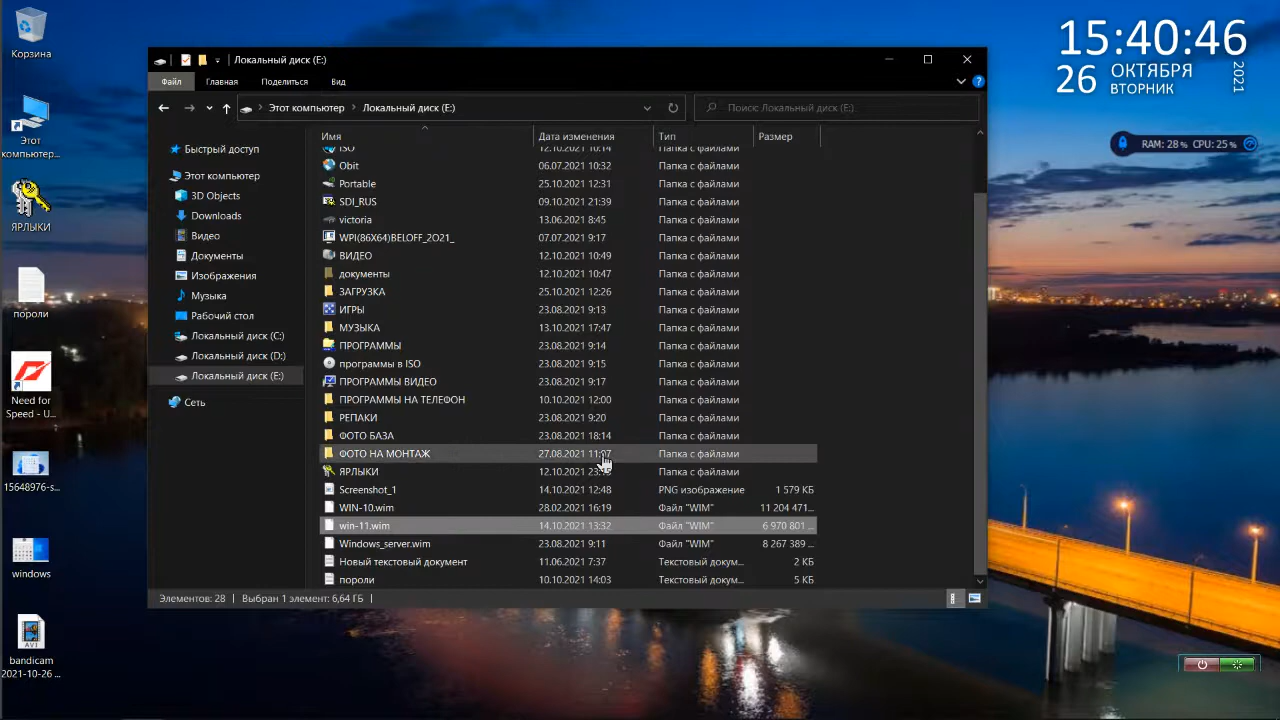 Корзина
Этот
компьютер...
ЯРЛЫКИ
пороли
Need for
Speed - U...
15648976-s...
windows
bandicam
2021-10-26 ...
Локальный диск (E:)
Файл
Главная
Поделиться
Вид
Этот компьютер
Локальный диск (E:)
Поиск: Локальный диск (E:)
Быстрый доступ
Этот компьютер
3D Objects
Downloads
Видео
Документы
Изображения
Музыка
Рабочий стол
Локальный диск (C:)
Локальный диск (D:)
Локальный диск (E:)
Сеть
Имя Дата изменения Тип Размер
ISO 12.10.2021 10:14 Папка с файлами
Obit 06.07.2021 10:32 Папка с файлами
Portable 25.10.2021 12:31 Папка с файлами
SDI_RUS 09.10.2021 21:39 Папка с файлами
victoria 13.06.2021 8:45 Папка с файлами
WPI(86X64)BELOFF_2O21_ 07.07.2021 9:17 Папка с файлами
ВИДЕО 12.10.2021 10:49 Папка с файлами
документы 12.10.2021 10:47 Папка с файлами
ЗАГРУЗКА 25.10.2021 12:26 Папка с файлами
ИГРЫ 23.08.2021 9:13 Папка с файлами
МУЗЫКА 13.10.2021 17:47 Папка с файлами
ПРОГРАММЫ 23.08.2021 9:14 Папка с файлами
программы в ISO 23.08.2021 9:15 Папка с файлами
ПРОГРАММЫ ВИДЕО 23.08.2021 9:17 Папка с файлами
ПРОГРАММЫ НА ТЕЛЕФОН 10.10.2021 12:00 Папка с файлами
РЕПАКИ 23.08.2021 9:20 Папка с файлами
ФОТО БАЗА 23.08.2021 18:14 Папка с файлами
ФОТО НА МОНТАЖ 27.08.2021 Папка с файлами
ЯРЛЫКИ 12.10.2021 Папка с файлами
Screenshot_1 14.10.2021 12:48 PNG изображение 1 579 КБ
WIN-10.wim 28.02.2021 16:19 Файл "WIM" 11 204 471...
win-11.wim 14.10.2021 13:32 Файл "WIM" 6 970 801 ...
Windows_server.wim 23.08.2021 9:11 Файл "WIM" 8 267 389 ...
Новый текстовый документ 11.06.2021 7:37 Текстовый докум... 2 КБ
пороли 10.10.2021 14:03 Текстовый докум... 5 КБ
Элементов: 28 Выбран 1 элемент: 6,64 ГБ
15:40:46
26 ОКТЯБРЯ
ВТОРНИК
2021
RAM: 28 % CPU: 25 %